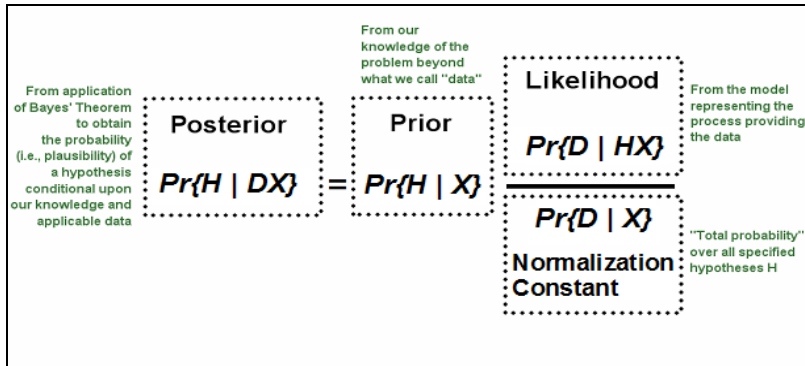 From application
of Bayes' Theorem
to obtain
the probability
(i.e., plausibility) of
a hypothesis
conditional upon
our knowledge and
applicable data
Posterior
Pr{H | DX}
=
From our
knowledge of the
problem beyond
what we call "data"
Prior
Pr{H | X}
Likelihood
Pr{D | HX}
From the model
representing the
process providing
the data
Pr{D | X}
Normalization
Constant
"Total probability"
over all specified
hypotheses H